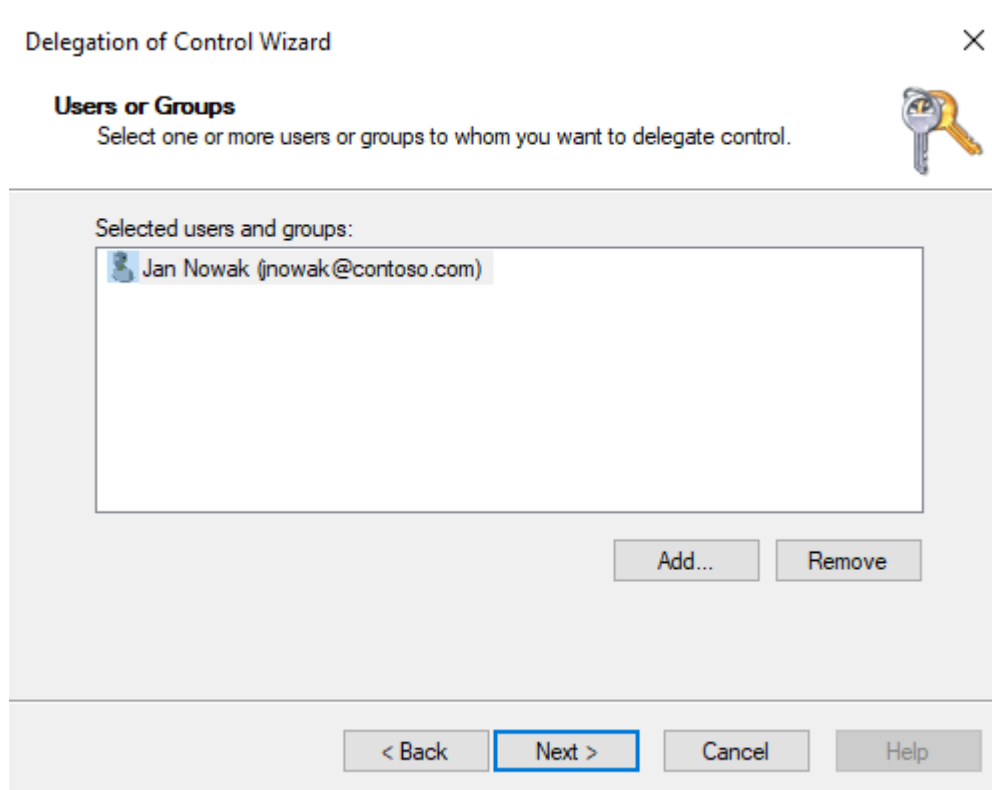 Delegation of Control Wizard
Users or Groups
Select one or more users or groups to whom you want to delegate control.
Selected users and groups:
Jan Nowak (jnowak@contoso.com)
Add... Remove
< Back Next > Cancel Help